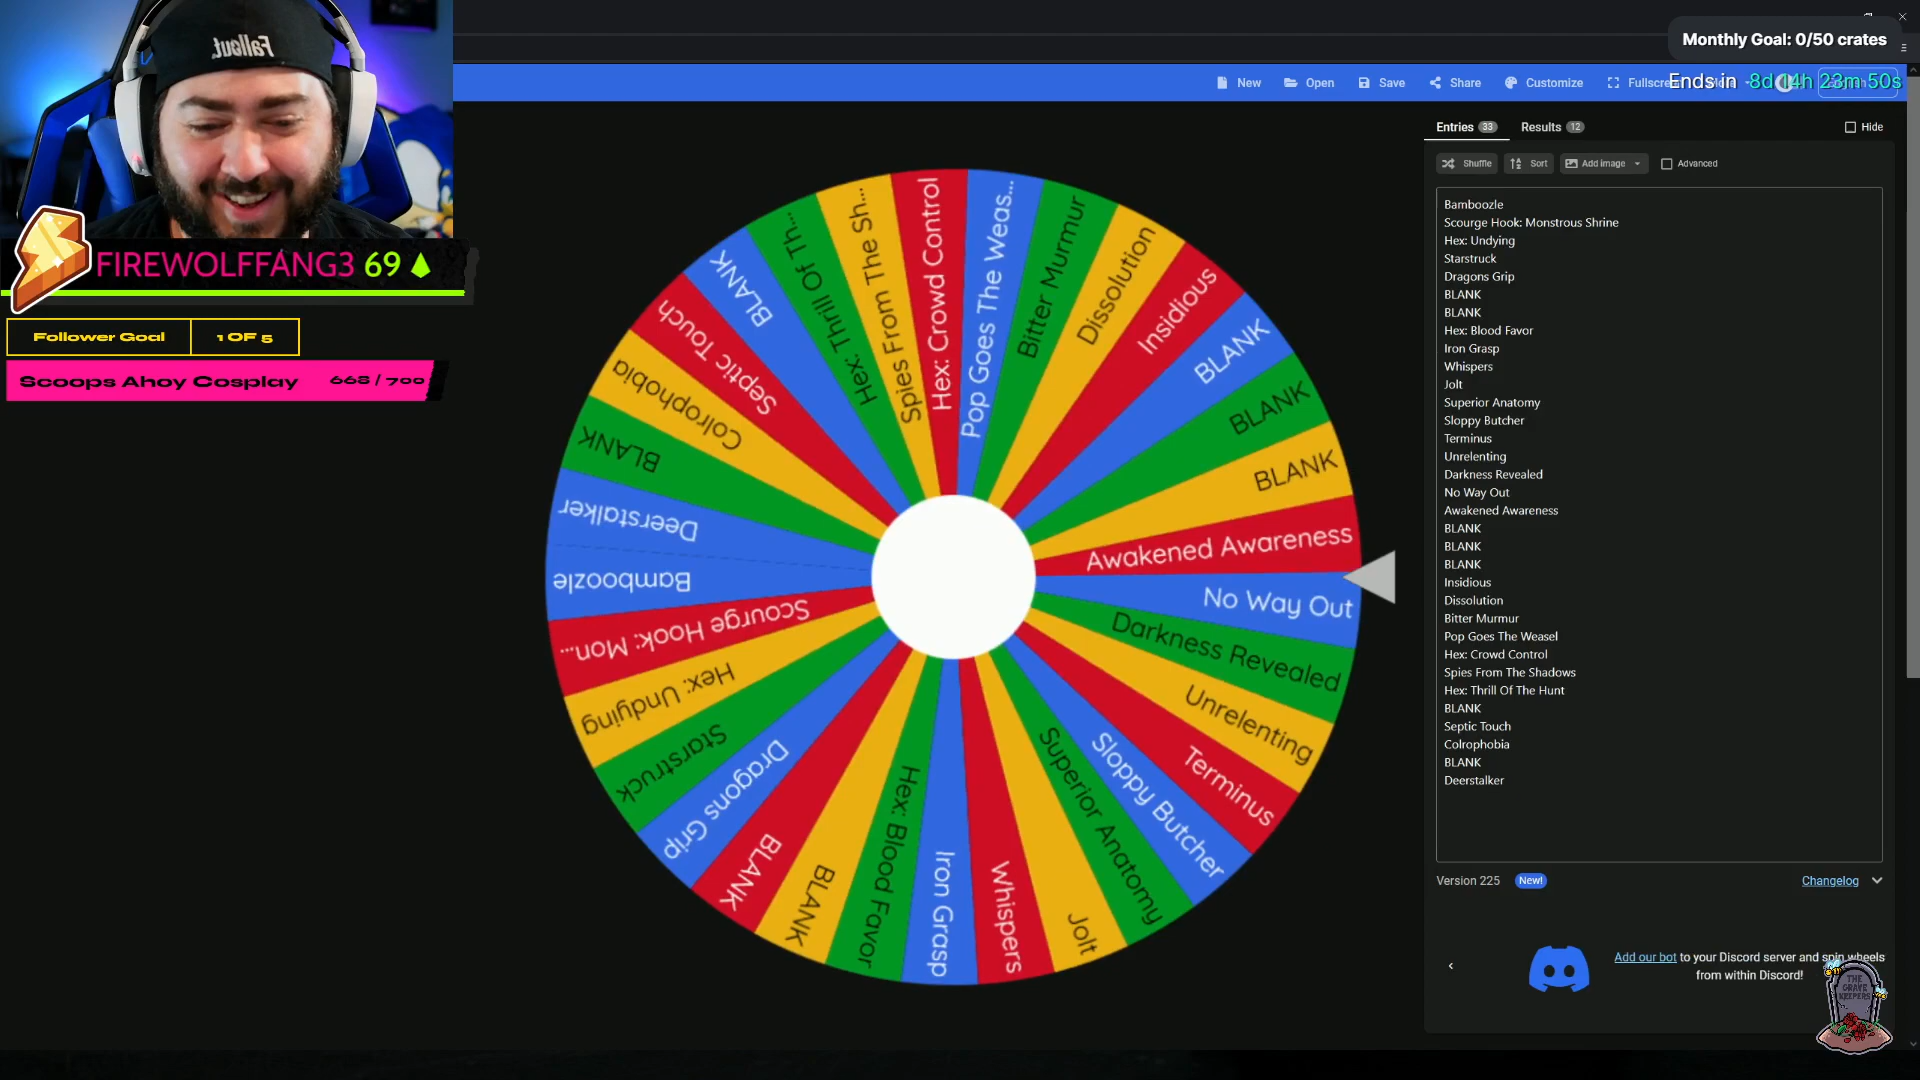 Fallout
Monthly Goal: 0/50 crates
New
Open
Save
Share
Customize
Ends in 8d 14h 23m 50s
FIREWOLFFANG3 69
Follower Goal
1 OF 5
Scoops Ahoy Cosplay 668 / 700
Entries 33
Results 12
Hide
Shuffle
Sort
Add image
Advanced
Bamboozle
Scourge Hook: Monstrous Shrine
Hex: Undying
Starstruck
Dragons Grip
BLANK
BLANK
Hex: Blood Favor
Iron Grasp
Whispers
Jolt
Superior Anatomy
Sloppy Butcher
Terminus
Unrelenting
Darkness Revealed
No Way Out
Awakened Awareness
BLANK
BLANK
BLANK
Insidious
Dissolution
Bitter Murmur
Pop Goes The Weasel
Hex: Crowd Control
Spies From The Shadows
Hex: Thrill Of The Hunt
BLANK
Septic Touch
Colrophobia
BLANK
Deerstalker
Hex: Crowd Control
Pop Goes The Weas...
Bitter Murmur
Dissolution
Insidious
BLANK
BLANK
BLANK
Awakened Awareness
No Way Out
Darkness Revealed
Unrelenting
Terminus
Sloppy Butcher
Superior Anatomy
Jolt
Whispers
Iron Grasp
Hex: Blood Favor
BLANK
BLANK
Dragons Grip
Starstruck
Hex: Undying
Scourge Hook: Mon...
Bamboozle
Deerstalker
BLANK
Colrophobia
Septic Touch
BLANK
Hex: Thrill Of Th...
Spies From The Sh...
Version 225
New!
Changelog
Add our bot to your Discord server and spin wheels
from within Discord!
THE
GRAVE
KEEPERS